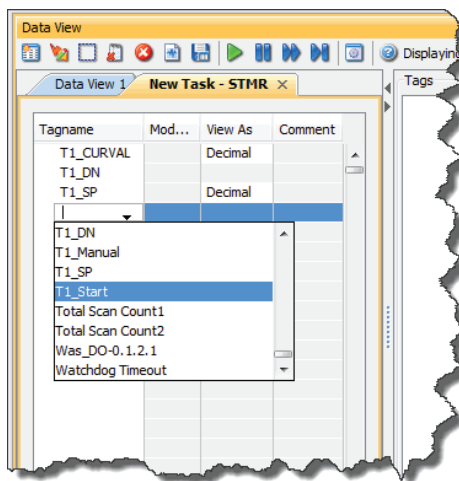 Data View
Displaying
Data View 1 New Task - STMR
Tags
Tagname Mod... View As Comment
T1_CURVAL Decimal
T1_DN
T1_SP Decimal
T1_DN
T1_Manual
T1_SP
T1_Start
Total Scan Count1
Total Scan Count2
Was_DO-0.1.2.1
Watchdog Timeout